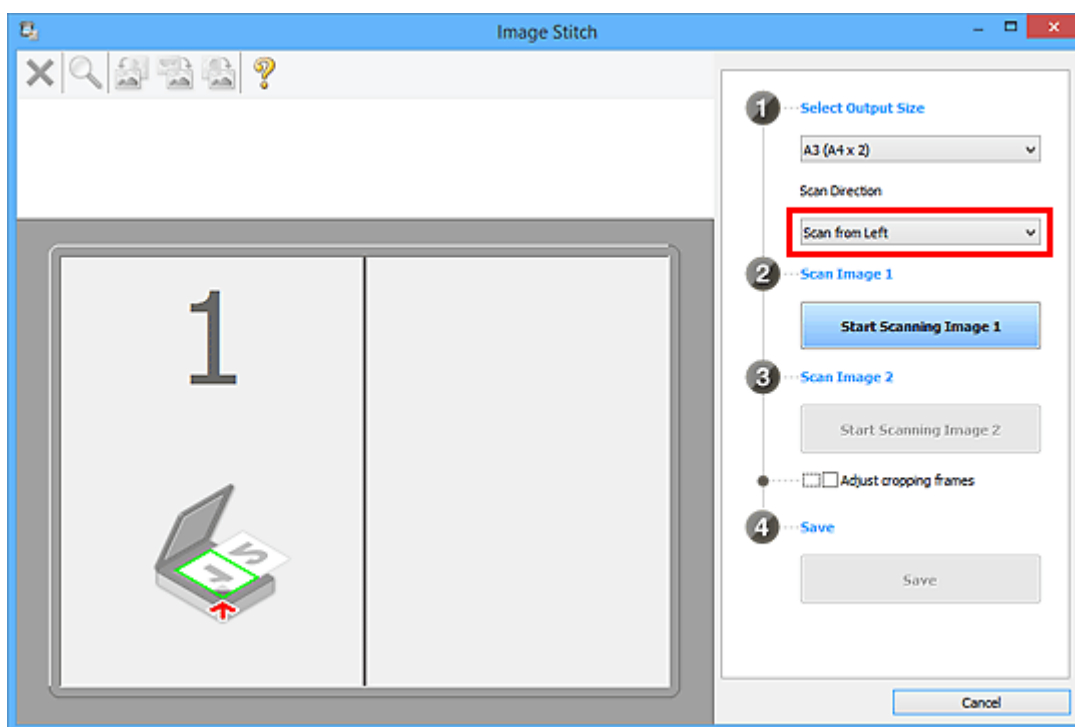 Image Stitch
1
1 Select Output Size
A3 (A4 x 2)
Scan Direction
Scan from Left
2 Scan Image 1
Start Scanning Image 1
3 Scan Image 2
Start Scanning Image 2
Adjust cropping frames
4 Save
Save
Cancel